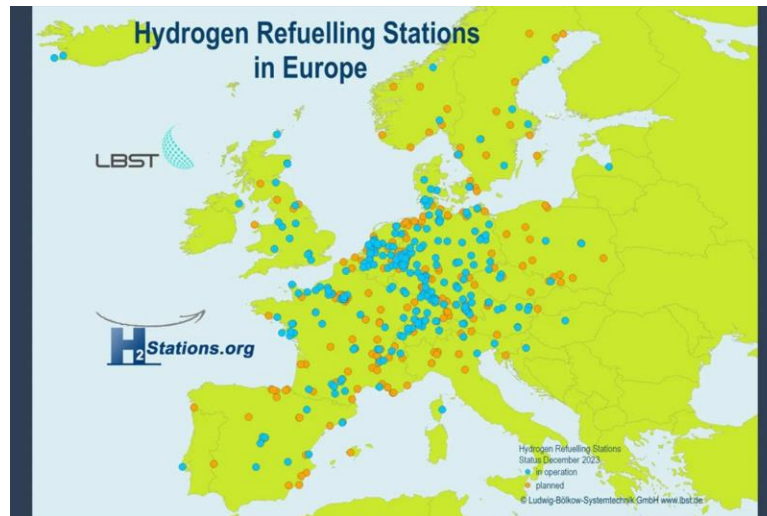 Hydrogen Refuelling Stations
in Europe
LBST
H2Stations.org
Hydrogen Refuelling Stations
Status December 2023
in operation
planned
© Ludwig-Bölkow-Systemtechnik GmbH www.lbst.de